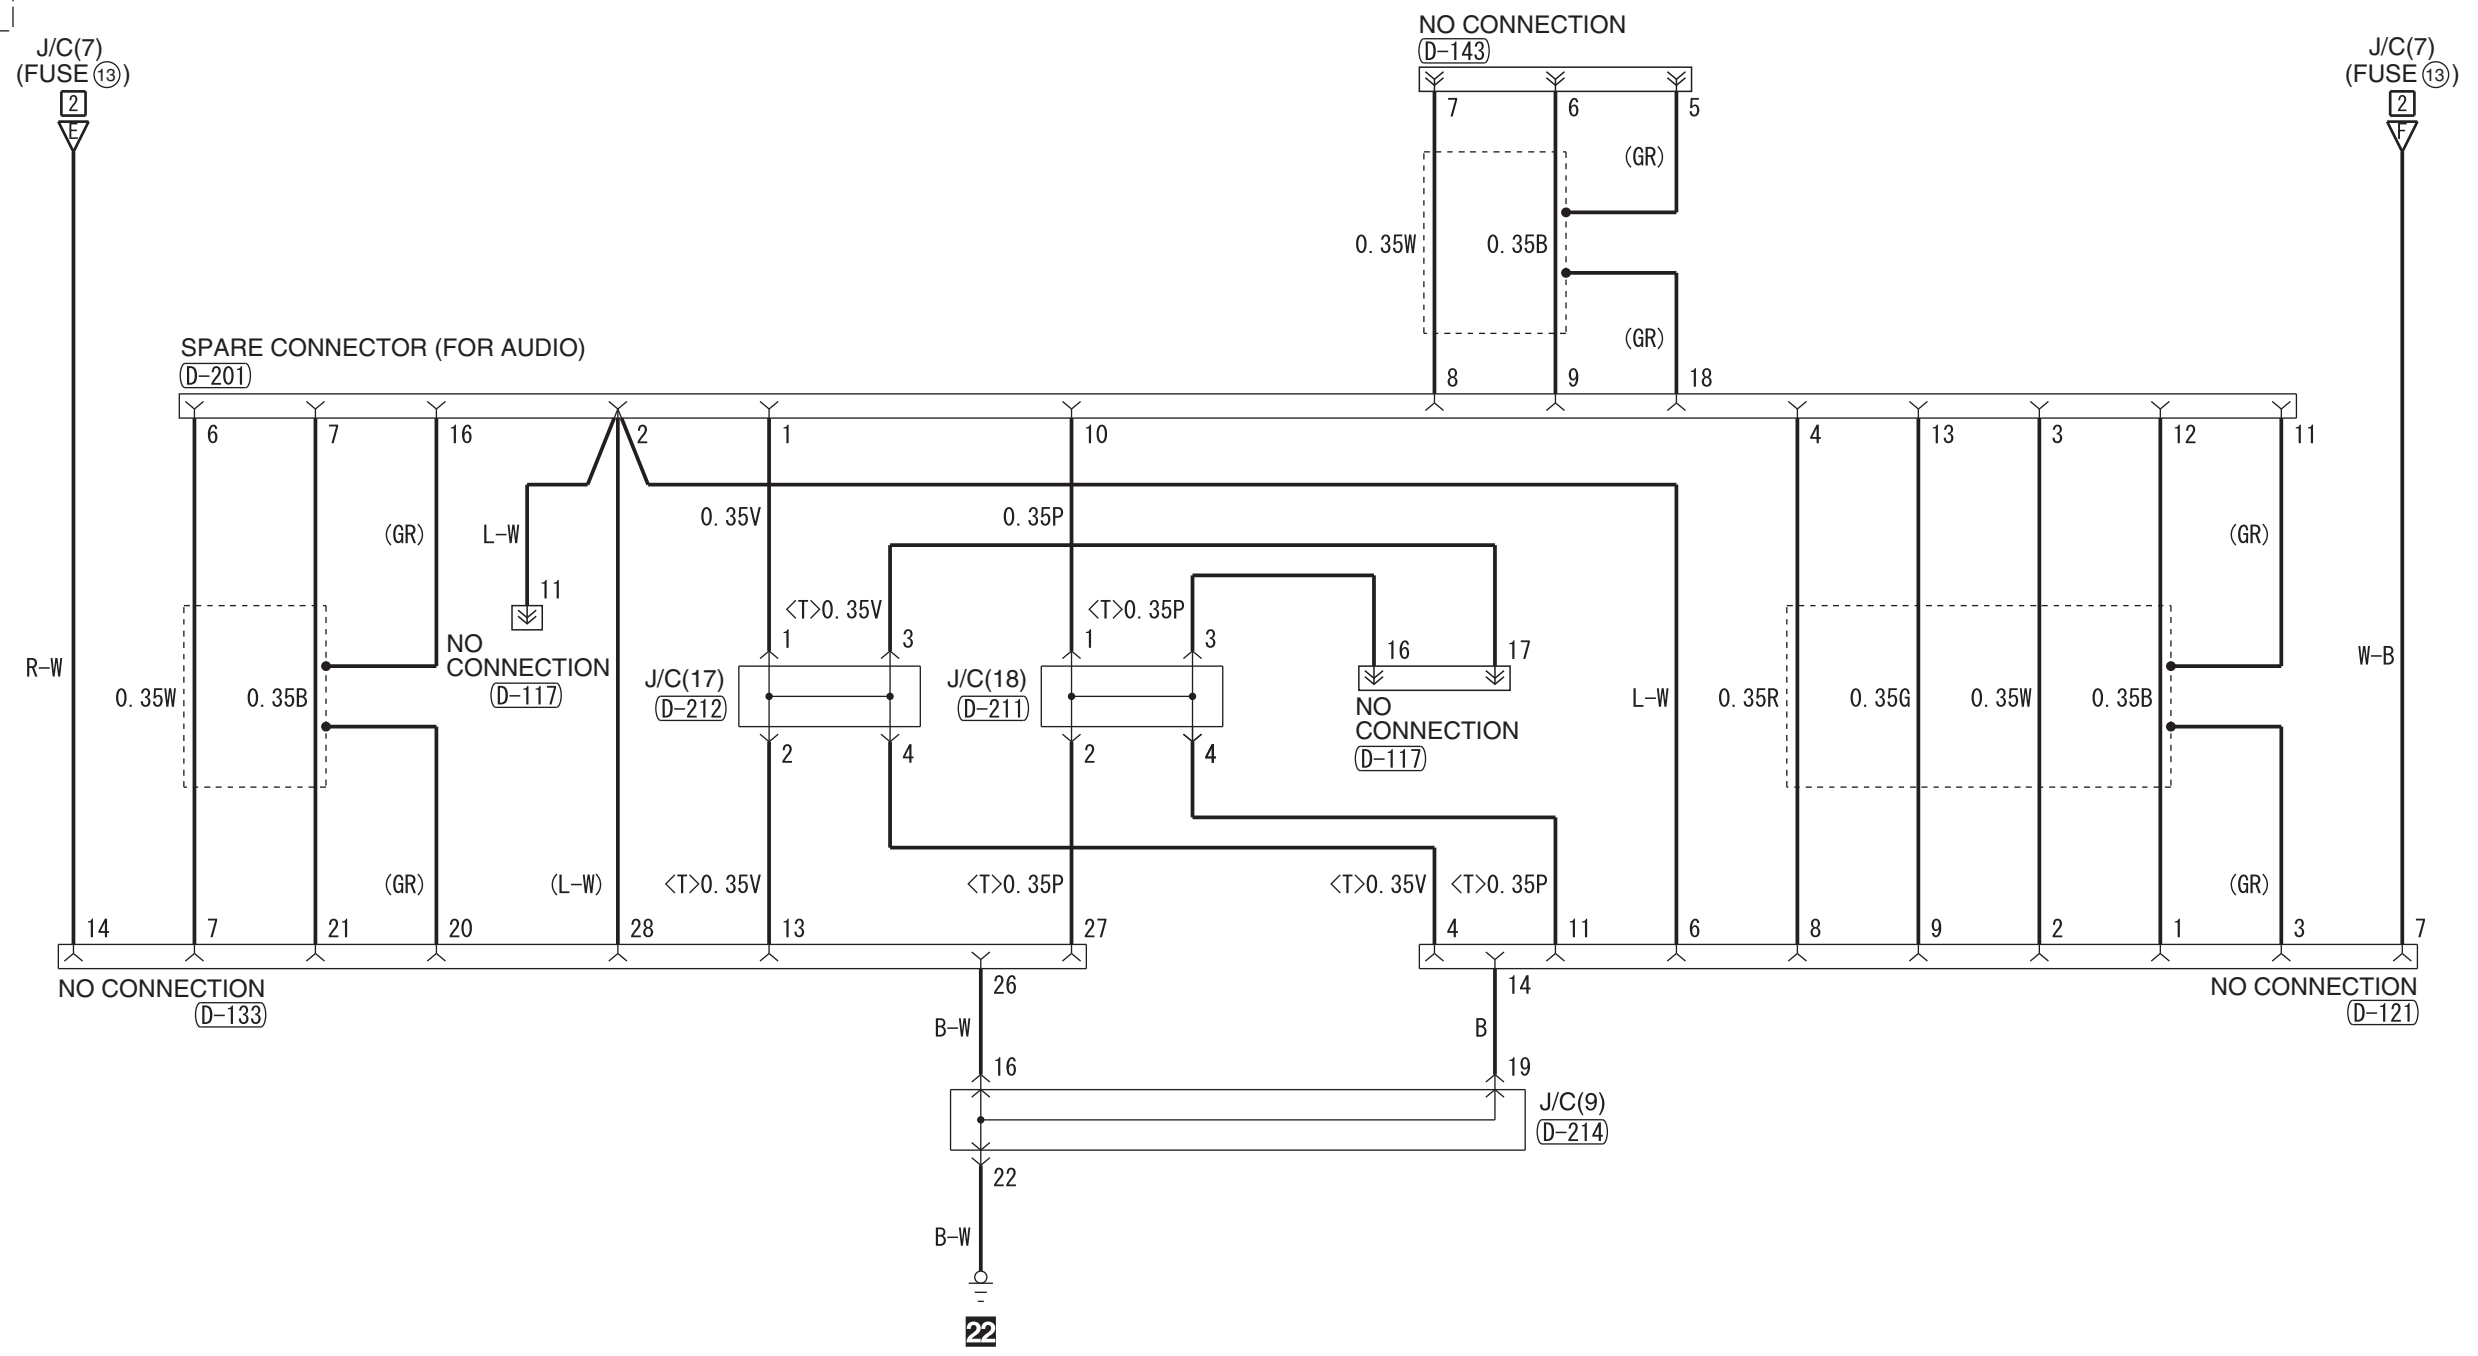 NO CONNECTION
(D-143)
J/C(7)
(FUSE 13)
2
E
J/C(7)
(FUSE 13)
2
F
7 6 5
(GR)
0.35W 0.35B
(GR)
8 9 18
SPARE CONNECTOR (FOR AUDIO)
(D-201)
6 7 16 2 1 10 4 13 3 12 11
0.35V 0.35P
(GR) L-W (GR)
11
NO
CONNECTION
(D-117)
<T>0.35V <T>0.35P
1 3 1 3 16 17
J/C(17)
(D-212)
J/C(18)
(D-211)
R-W 0.35W 0.35B L-W 0.35R 0.35G 0.35W 0.35B W-B
NO
CONNECTION
(D-117)
2 4 2 4
(GR) (L-W) <T>0.35V <T>0.35P <T>0.35V <T>0.35P (GR)
14 7 21 20 28 13 27 4 11 6 8 9 2 1 3 7
NO CONNECTION
(D-133)
NO CONNECTION
(D-121)
26 14
B-W B
16 19
J/C(9)
(D-214)
22
B-W
22